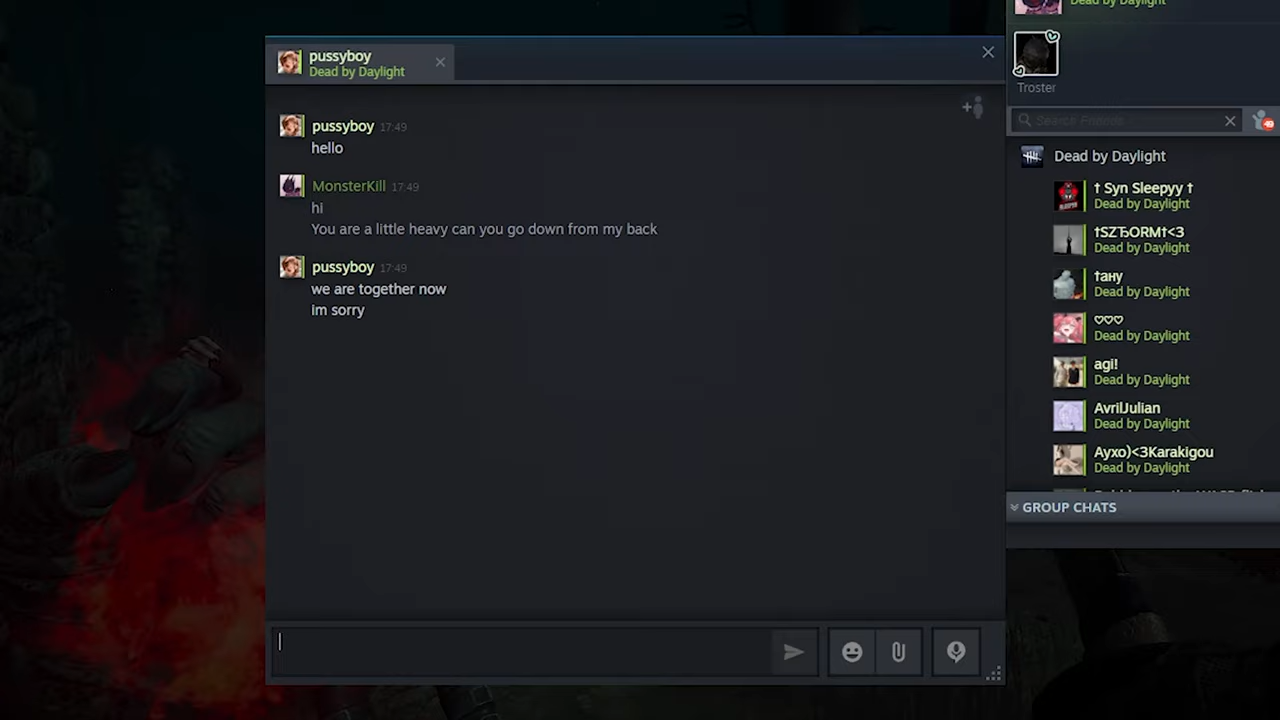 pussyboy
Dead by Daylight
pussyboy 17:49
hello
MonsterKill 17:49
hi
You are a little heavy can you go down from my back
pussyboy 17:49
we are together now
im sorry
Dead by Daylight
Troster
Search Friends
Dead by Daylight
† Syn Sleepyy †
Dead by Daylight
†SZЂORM†<3
Dead by Daylight
†ану
Dead by Daylight
♡♡♡
Dead by Daylight
agi!
Dead by Daylight
AvrilJulian
Dead by Daylight
Ayxo)<3Karakigou
Dead by Daylight
GROUP CHATS